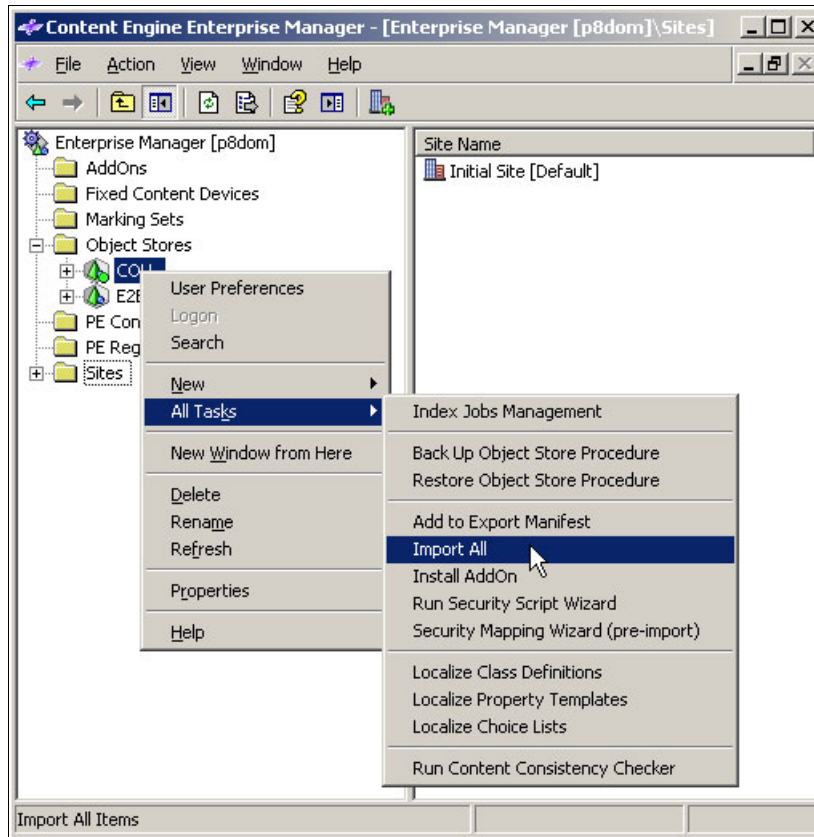 Content Engine Enterprise Manager - [Enterprise Manager [p8dom]\Sites]
File Action View Window Help
Enterprise Manager [p8dom]
AddOns
Fixed Content Devices
Marking Sets
Object Stores
PE Con
PE Reg
Sites
Site Name
Initial Site [Default]
User Preferences
Logon
Search
New
All Tasks
New Window from Here
Delete
Rename
Refresh
Properties
Help
Index Jobs Management
Back Up Object Store Procedure
Restore Object Store Procedure
Add to Export Manifest
Import All
Install AddOn
Run Security Script Wizard
Security Mapping Wizard (pre-import)
Localize Class Definitions
Localize Property Templates
Localize Choice Lists
Run Content Consistency Checker
Import All Items